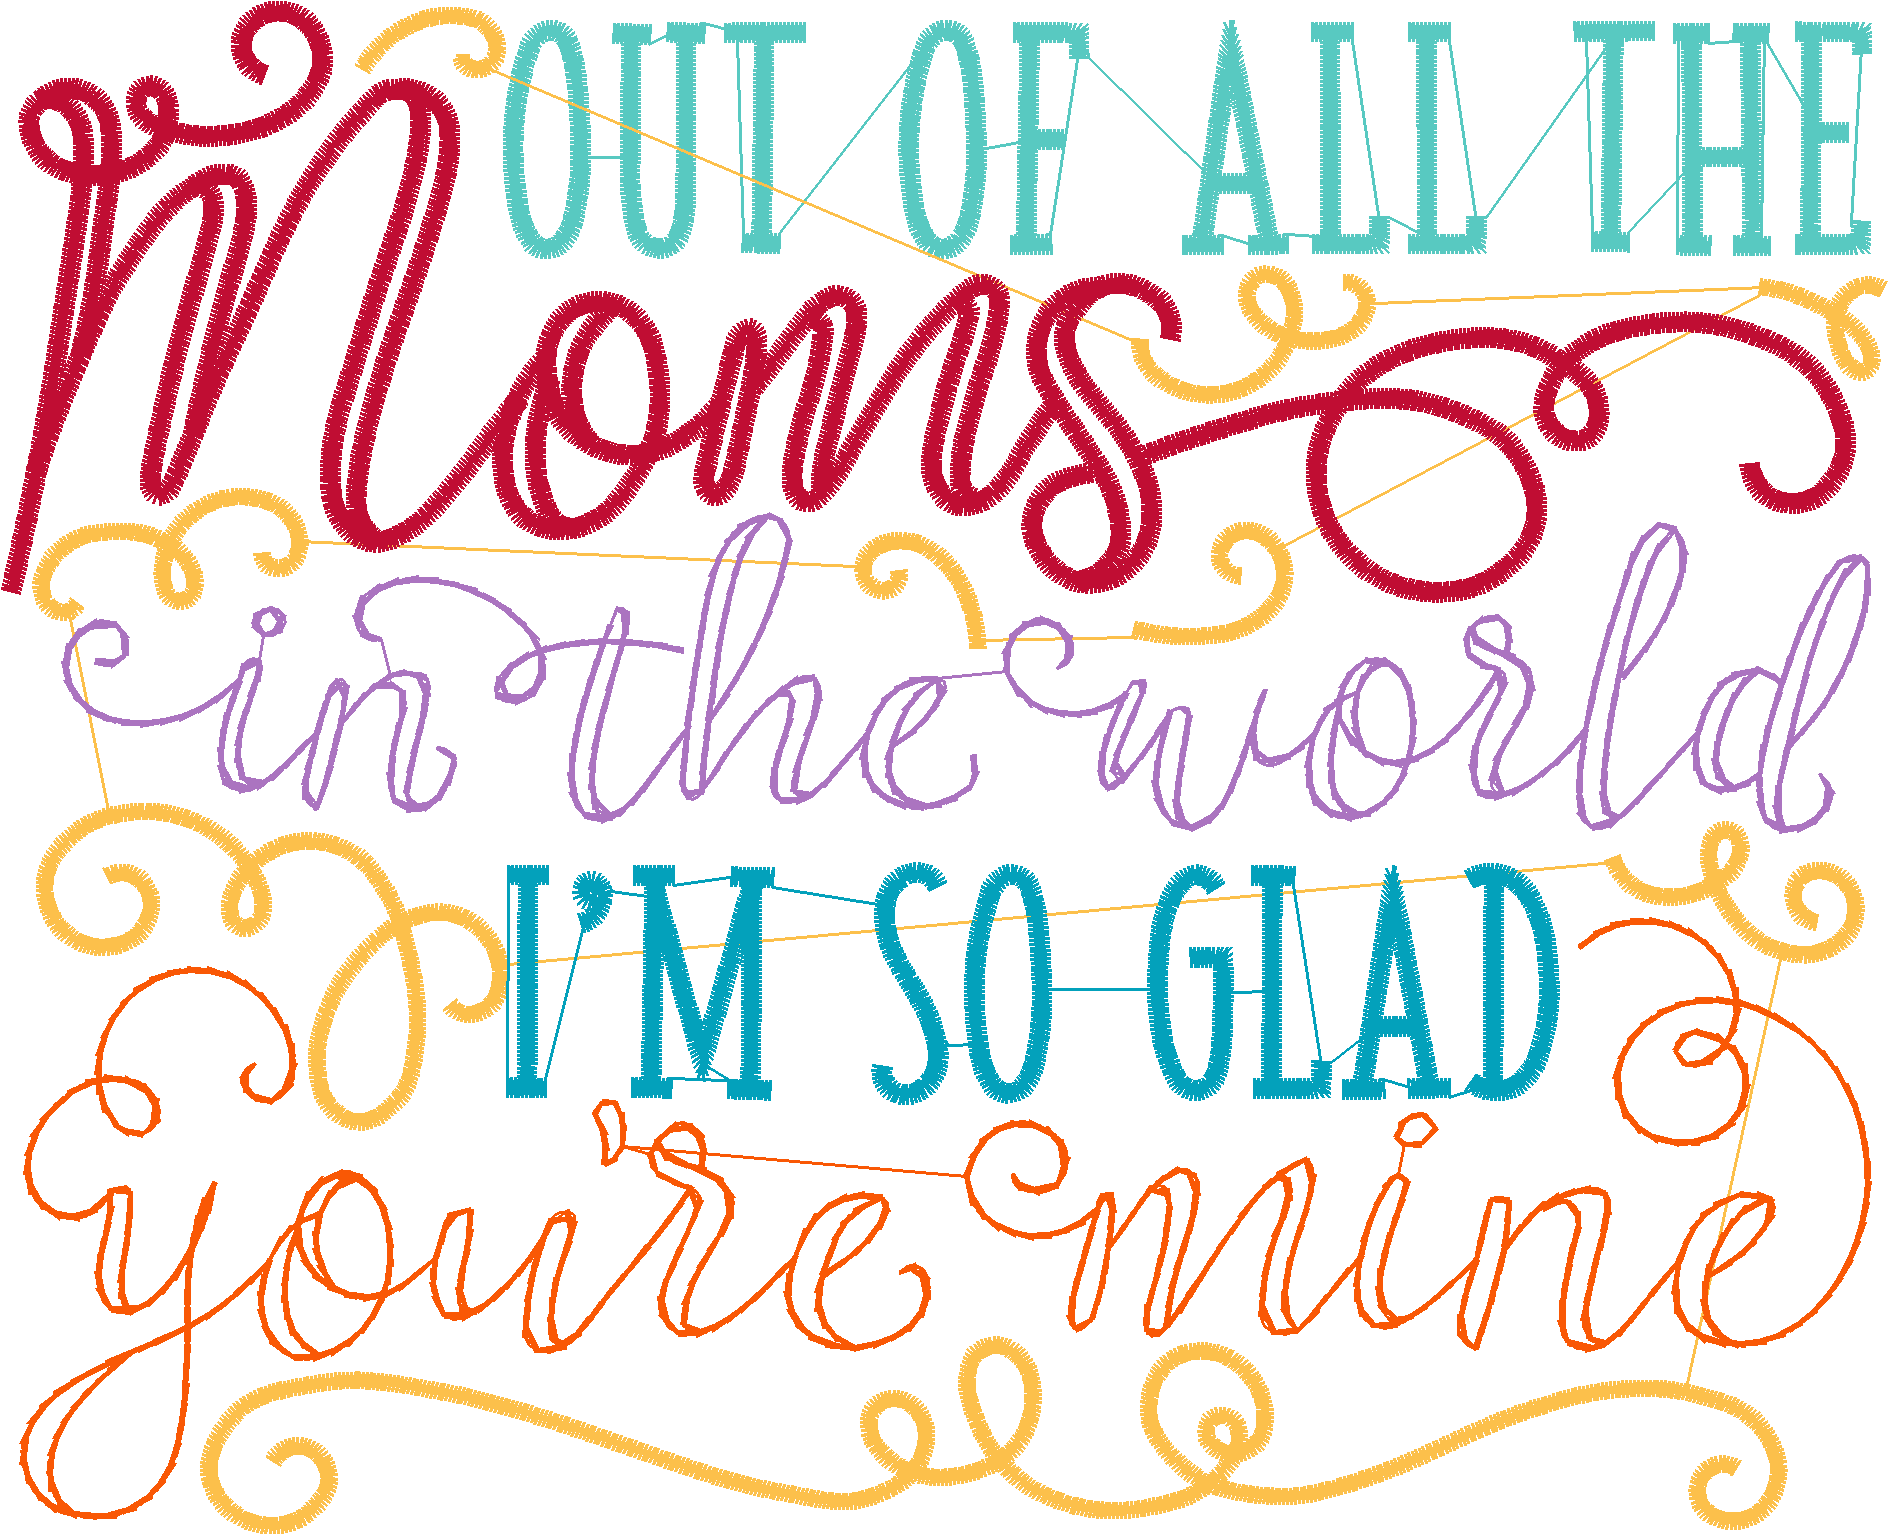 OUT OF ALL THE
Moms
in the world
I'M SO GLAD
you're mine